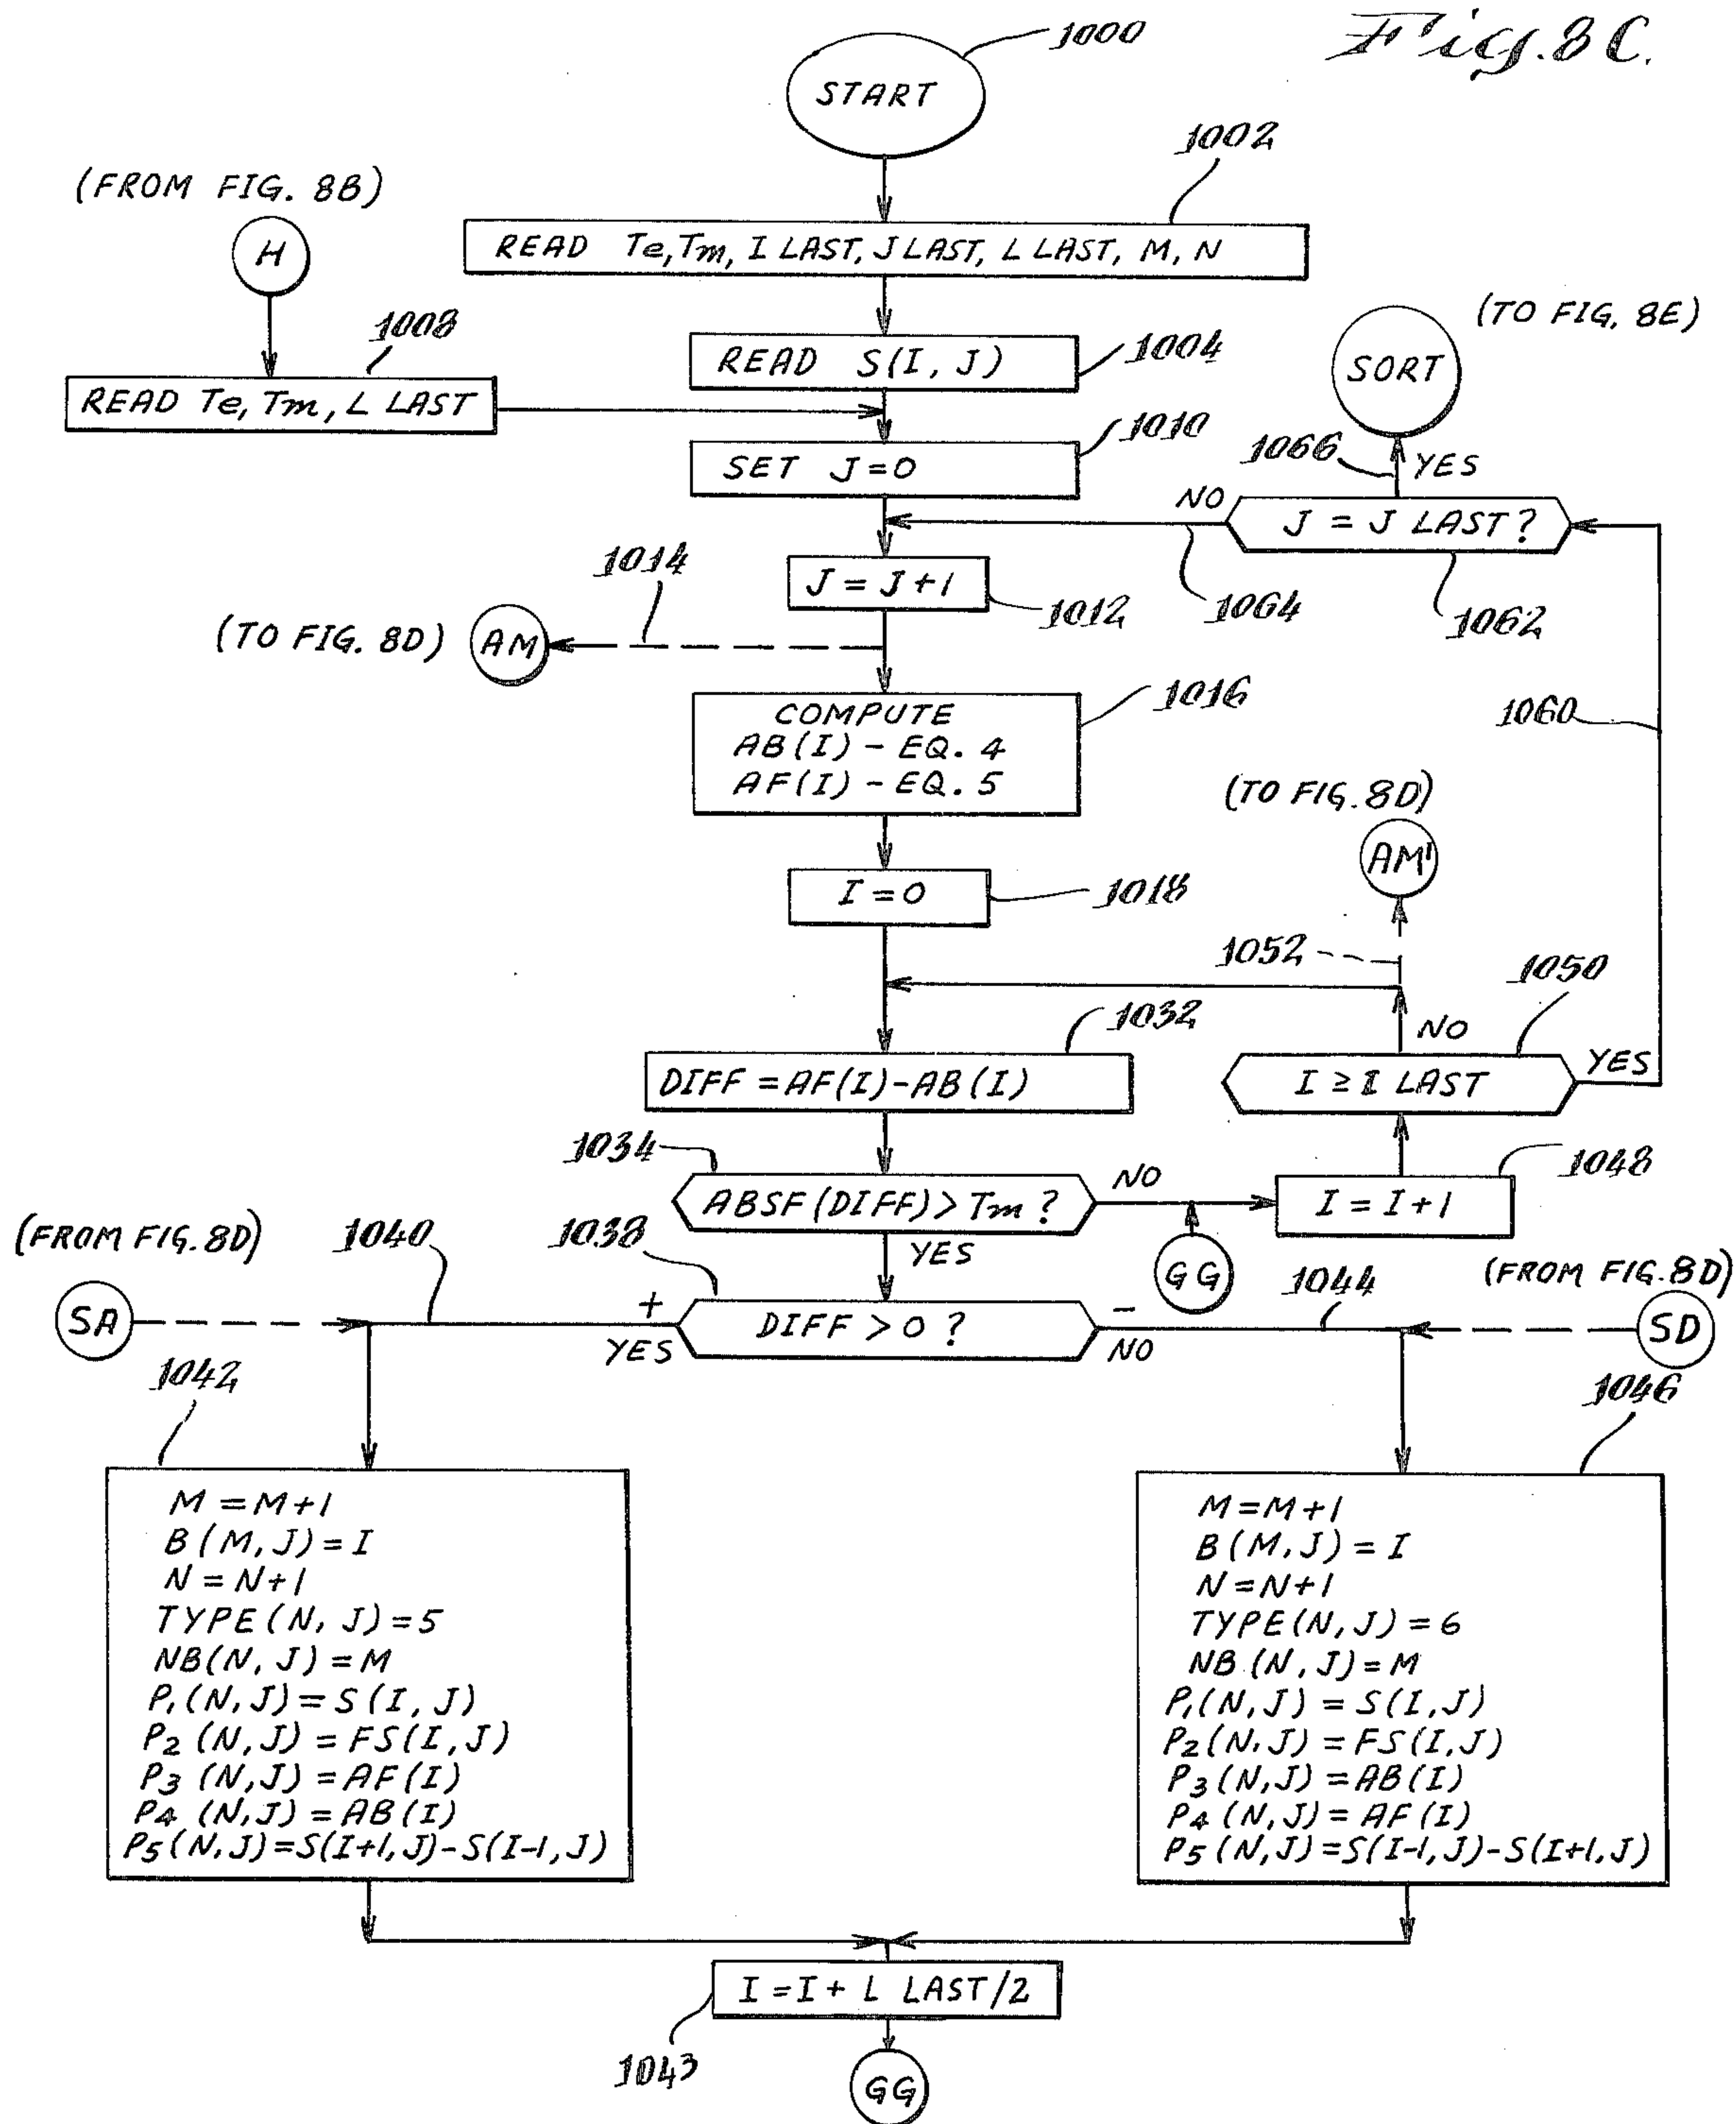 Fig. 8C.
1000
START
1002
(FROM FIG. 8B)
H
READ Te, Tm, I LAST, J LAST, L LAST, M, N
1008
READ Te, Tm, L LAST
READ S(I, J)
1004
(TO FIG. 8E)
SORT
1010
SET J=0
1066
YES
NO
J = J LAST?
1014
J = J+1
1012
1064
1062
(TO FIG. 8D)
AM
COMPUTE
AB(I) - EQ. 4
AF(I) - EQ. 5
1016
1060
(TO FIG. 8D)
AM'
I = 0
1018
1052
1050
1032
NO
YES
DIFF = AF(I)-AB(I)
I ≥ I LAST
1034
ABSF(DIFF) > Tm ?
NO
1048
I = I+1
YES
GG
(FROM FIG. 8D)
1040
1038
1044
(FROM FIG. 8D)
SA
+
YES
DIFF > 0 ?
-
NO
SD
1042
1046
M = M+1
B(M,J) = I
N = N+1
TYPE(N, J) = 5
NB(N, J) = M
P1(N,J) = S(I, J)
P2(N,J) = FS(I,J)
P3(N,J) = AF(I)
P4(N,J) = AB(I)
P5(N,J)=S(I+1,J)-S(I-1,J)
M=M+1
B(M,J) = I
N=N+1
TYPE(N,J) = 6
NB(N,J)=M
P1(N,J) = S(I,J)
P2(N,J) = FS(I,J)
P3(N,J) = AB(I)
P4(N,J) = AF(I)
P5(N,J)=S(I-1,J)-S(I+1,J)
I = I + L LAST/2
1043
GG